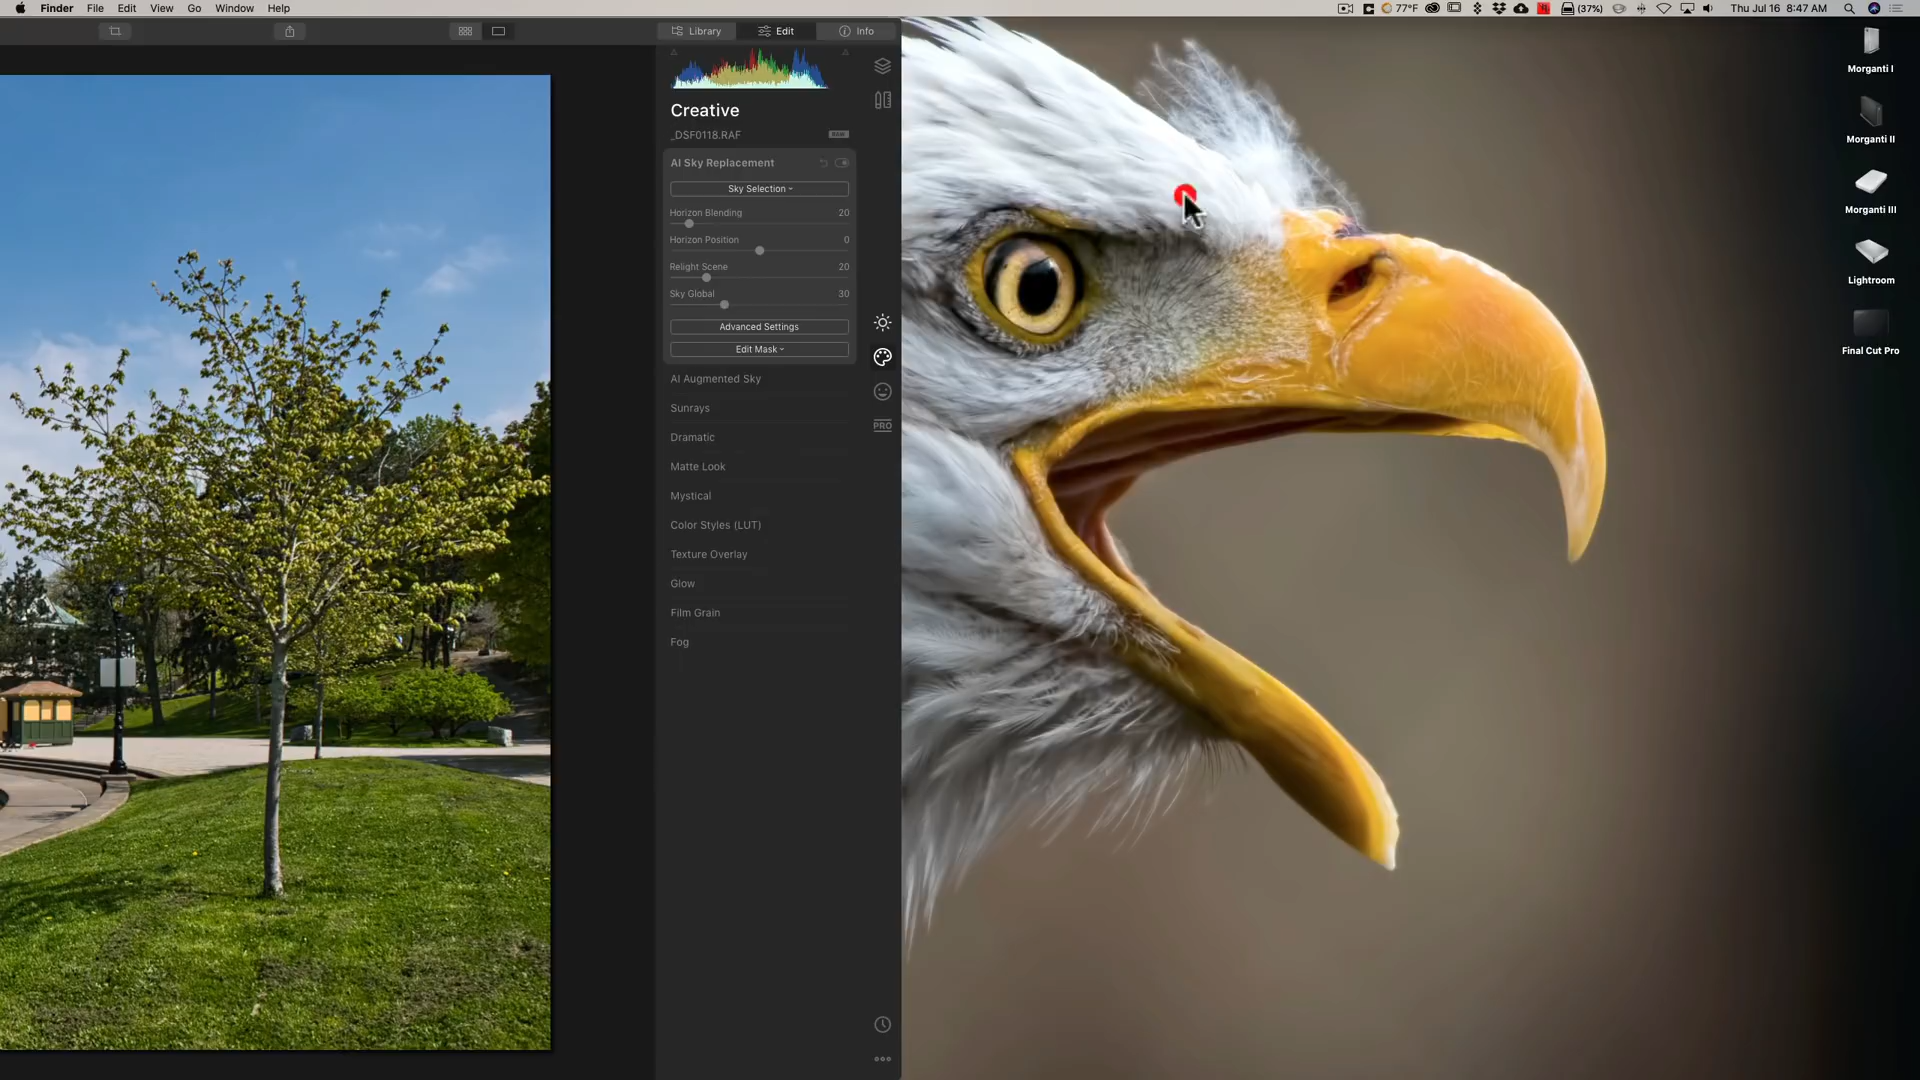 Finder File Edit View Go Window Help
77°F (37%) Thu Jul 16 8:47 AM
Library Edit Info
Creative
_DSF0118.RAF RAW
AI Sky Replacement
Sky Selection
Horizon Blending 20
Horizon Position 0
Relight Scene 20
Sky Global 30
Advanced Settings
Edit Mask
AI Augmented Sky
Sunrays
Dramatic
PRO
Matte Look
Mystical
Color Styles (LUT)
Texture Overlay
Glow
Film Grain
Fog
Morganti I
Morganti II
Morganti III
Lightroom
Final Cut Pro